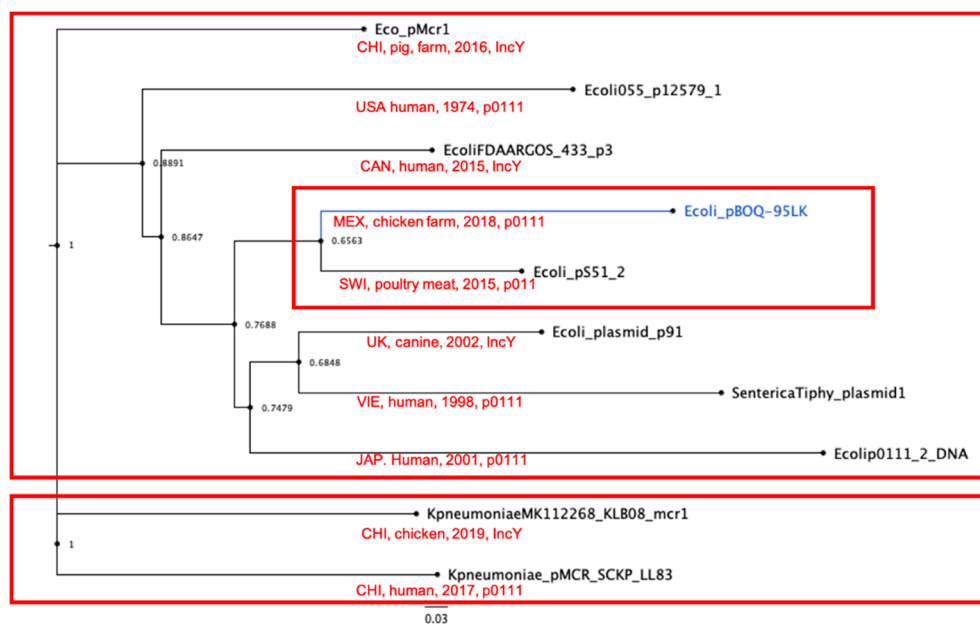 Eco_pMcr1
CHI, pig, farm, 2016, IncY
Ecoli055_p12579_1
USA human, 1974, p0111
0.8891
EcoliFDAARGOS_433_p3
CAN, human, 2015, IncY
Ecoli_pBOQ-95LK
MEX, chicken farm, 2018, p0111
0.8647
0.6563
1
Ecoli_pS51_2
SWI, poultry meat, 2015, p011
0.7688
Ecoli_plasmid_p91
UK, canine, 2002, IncY
0.6848
SentericaTiphy_plasmid1
VIE, human, 1998, p0111
0.7479
Ecolip0111_2_DNA
JAP. Human, 2001, p0111
KpneumoniaeMK112268_KLB08_mcr1
CHI, chicken, 2019, IncY
1
Kpneumoniae_pMCR_SCKP_LL83
CHI, human, 2017, p0111
0.03